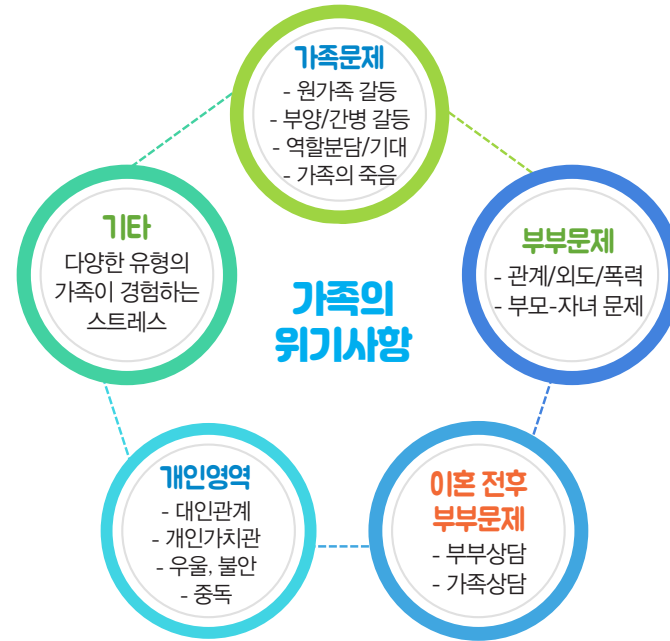 가족문제
- 원가족 갈등
- 부양/간병 갈등
- 역할분담/기대
- 가족의 죽음
기타
다양한 유형의
가족이 경험하는
스트레스
부부문제
- 관계/외도/폭력
- 부모-자녀 문제
가족의
위기사항
개인영역
- 대인관계
- 개인가치관
- 우울, 불안
- 중독
이혼 전후
부부문제
- 부부상담
- 가족상담